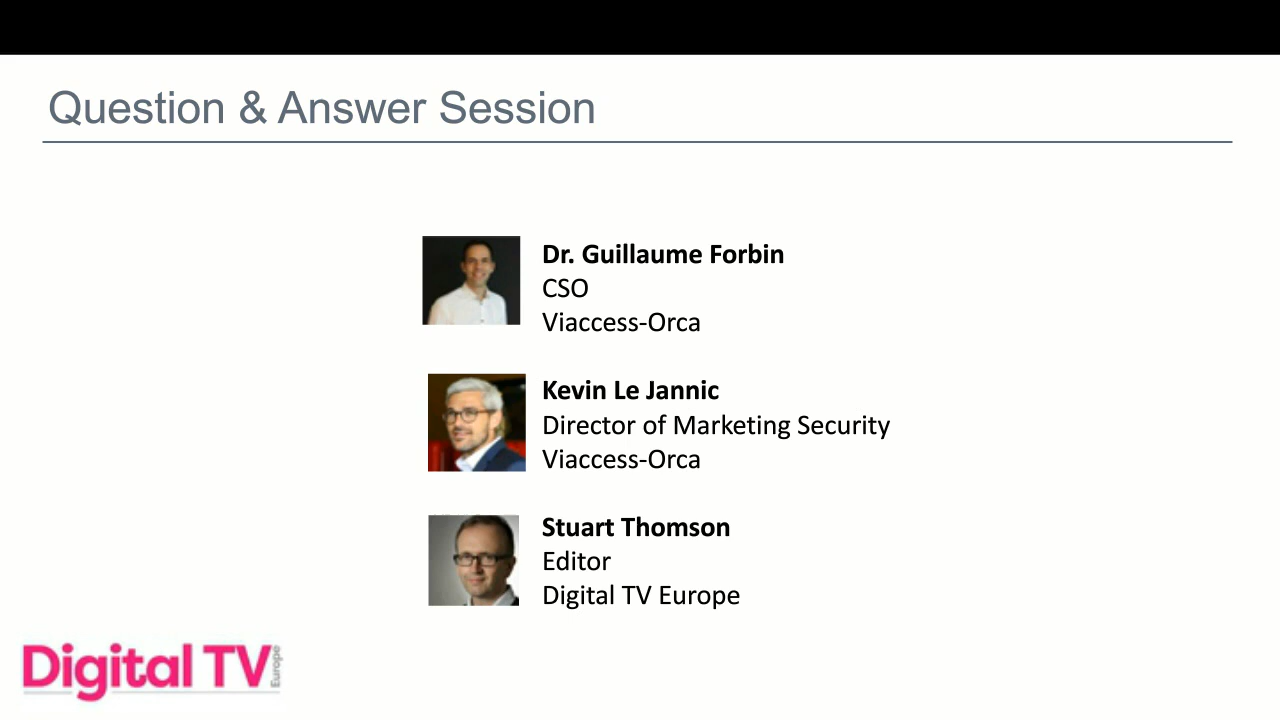 Question & Answer Session
Dr. Guillaume Forbin
CSO
Viaccess-Orca
Kevin Le Jannic
Director of Marketing Security
Viaccess-Orca
Stuart Thomson
Editor
Digital TV Europe
Digital TV Europe